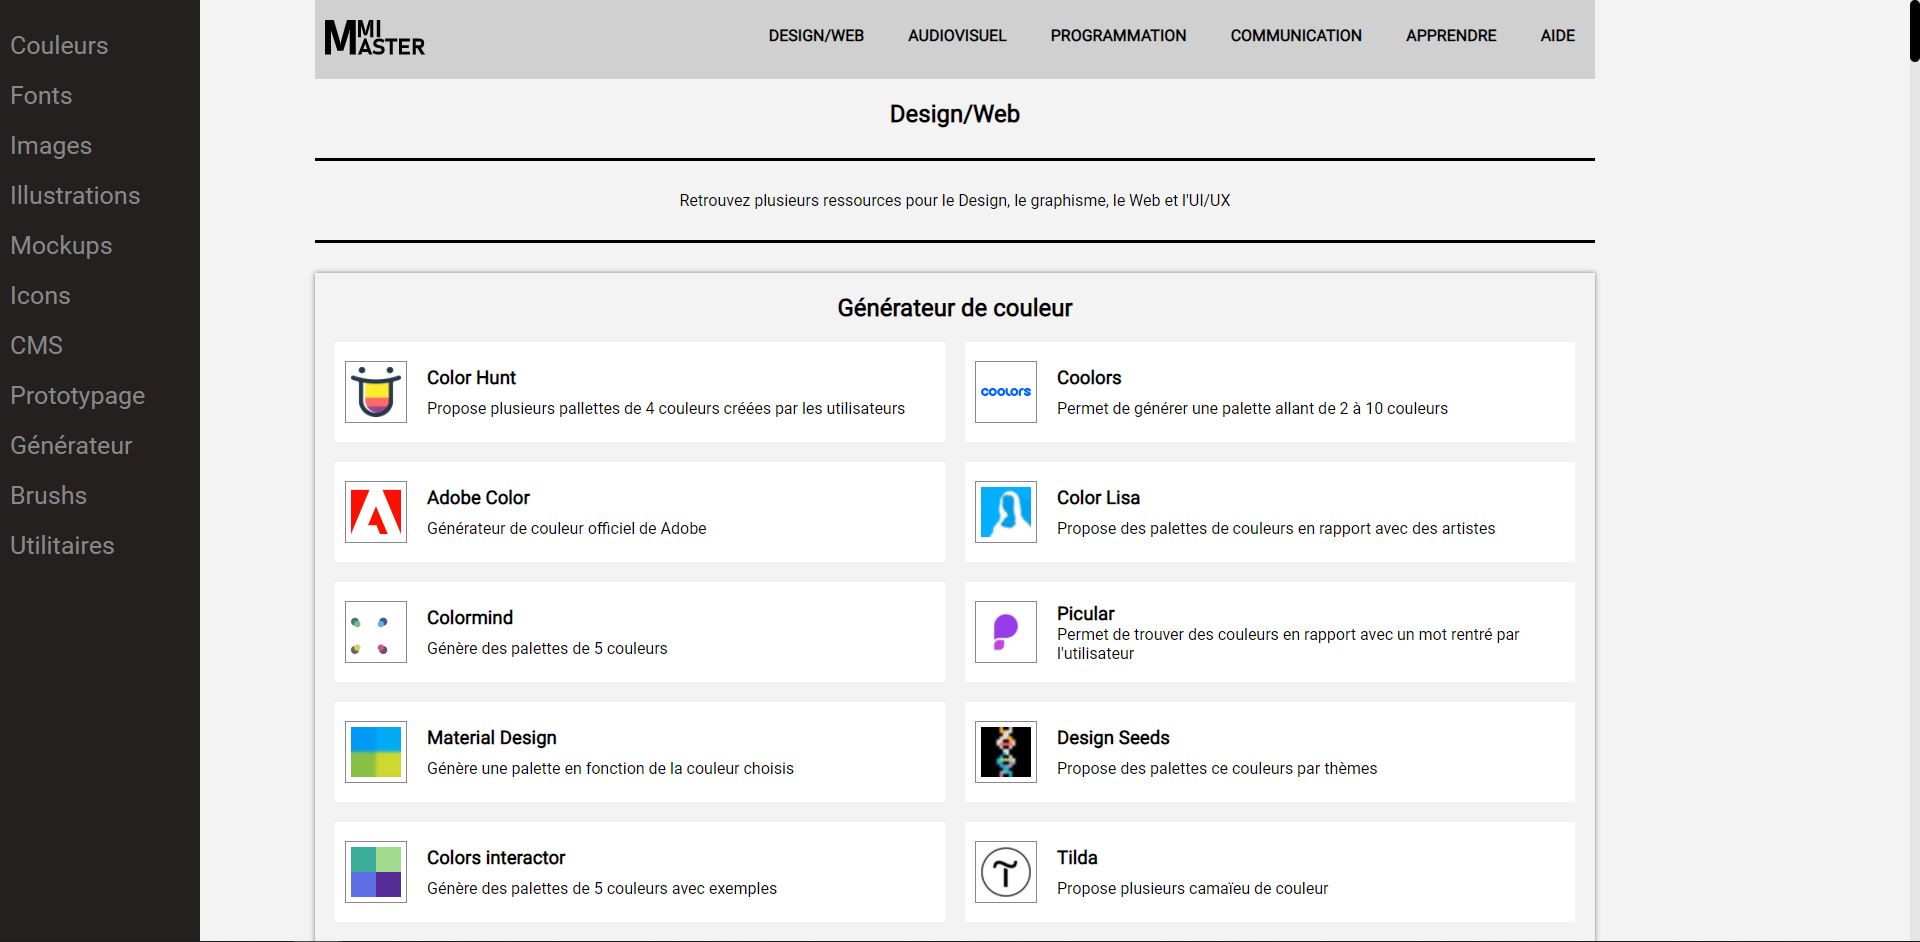 Couleurs
Fonts
Images
Illustrations
Mockups
Icons
CMS
Prototypage
Générateur
Brushs
Utilitaires
MMI
MASTER
DESIGN/WEB AUDIOVISUEL PROGRAMMATION COMMUNICATION APPRENDRE AIDE
Design/Web
Retrouvez plusieurs ressources pour le Design, le graphisme, le Web et l'UI/UX
Générateur de couleur
Color Hunt
Propose plusieurs pallettes de 4 couleurs créées par les utilisateurs
coolors
Coolors
Permet de générer une palette allant de 2 à 10 couleurs
Adobe Color
Générateur de couleur officiel de Adobe
Color Lisa
Propose des palettes de couleurs en rapport avec des artistes
Colormind
Génère des palettes de 5 couleurs
Picular
Permet de trouver des couleurs en rapport avec un mot rentré par
l'utilisateur
Material Design
Génère une palette en fonction de la couleur choisis
Design Seeds
Propose des palettes ce couleurs par thèmes
Colors interactor
Génère des palettes de 5 couleurs avec exemples
Tilda
Propose plusieurs camaïeu de couleur